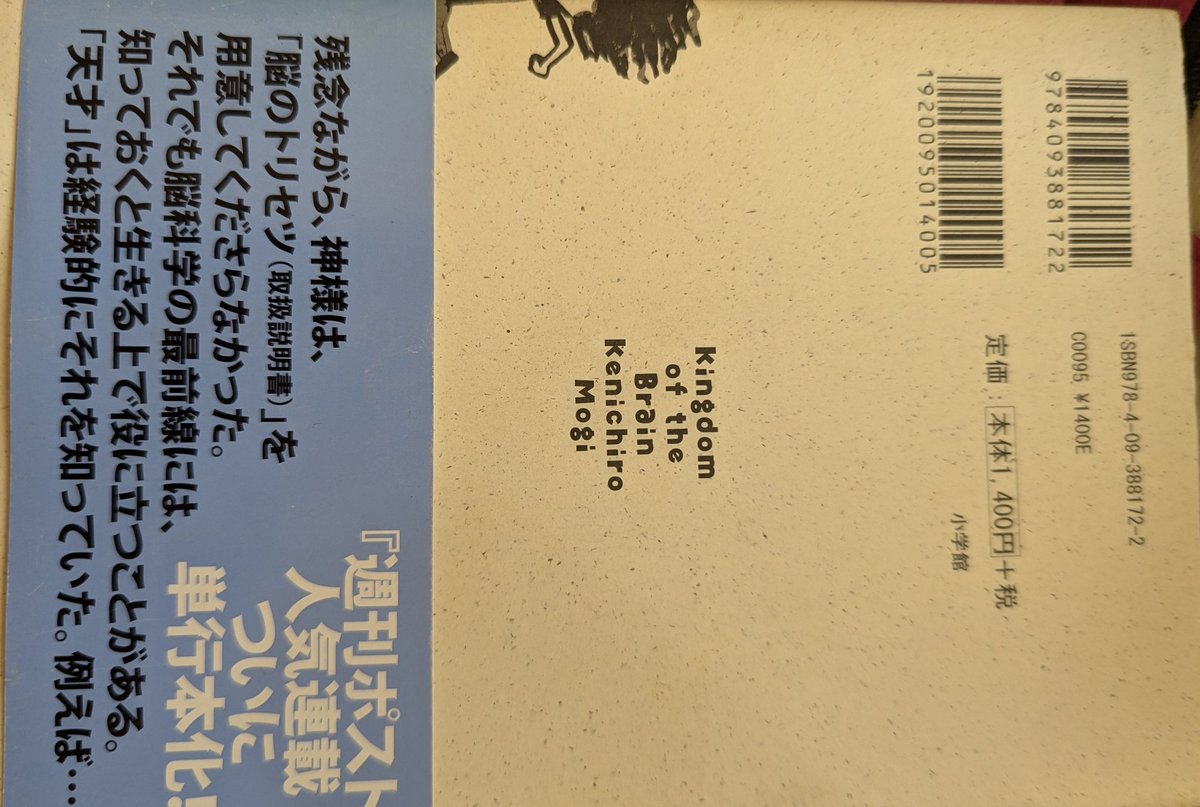 9784093881722
1920095014005
ISBN978-4-09-388172-2
C0095 ¥1400E
定価:本体1,400円+税
小学館
Kingdom
of the
Brain
Kenichiro
Mogi
残念ながら、神様は、
「脳のトリセツ(取扱説明書)」を
用意してくださらなかった。
それでも脳科学の最前線には、
知っておくと生きる上で役に立つことがある。
「天才」は経験的にそれを知っていた。例えば…
『週刊ポスト
人気連載
ついに
単行本化!